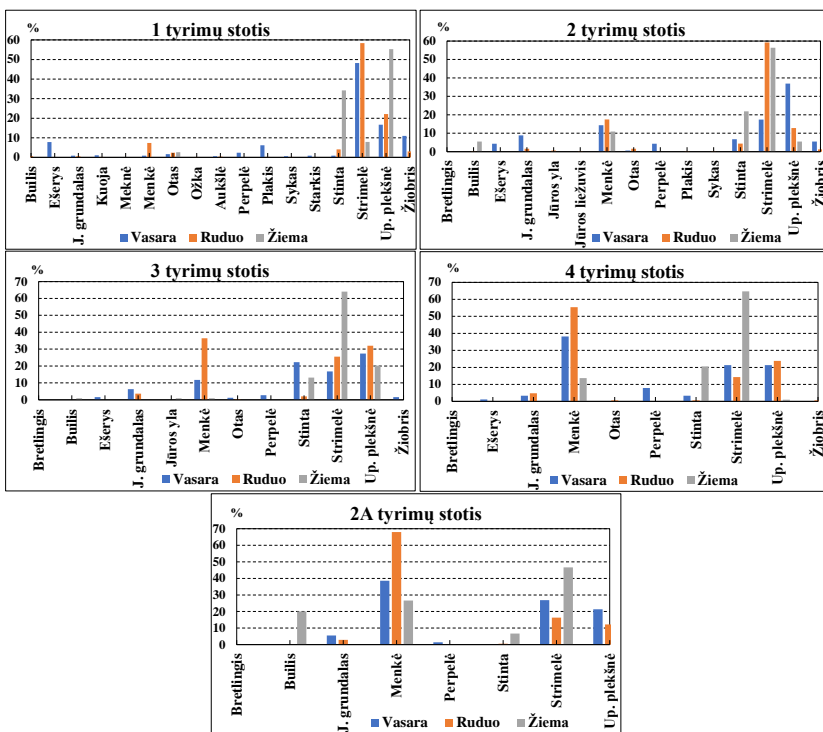 1 tyrimų stotis
%
60
50
40
30
20
10
0
Builis
Ešerys
J. grundalas
Kuoja
Meknė
Menkė
Otas
Ožka
Aukšlė
Perpelė
Plakis
Sykas
Starkis
Stinta
Strimelė
Up. plekšnė
Žiobris
Vasara Ruduo Žiema
2 tyrimų stotis
%
60
50
40
30
20
10
0
Bretlingis
Builis
Ešerys
J. grundalas
Jūros yla
Jūros liežuvis
Menkė
Otas
Perpelė
Plakis
Sykas
Stinta
Strimelė
Up. plekšnė
Žiobris
Vasara Ruduo Žiema
3 tyrimų stotis
%
70
60
50
40
30
20
10
0
Bretlingis
Builis
Ešerys
J. grundalas
Jūros yla
Menkė
Otas
Perpelė
Stinta
Strimelė
Up. plekšnė
Žiobris
Vasara Ruduo Žiema
4 tyrimų stotis
%
70
60
50
40
30
20
10
0
Bretlingis
Ešerys
J. grundalas
Menkė
Otas
Perpelė
Stinta
Strimelė
Up. plekšnė
Žiobris
Vasara Ruduo Žiema
2A tyrimų stotis
%
70
60
50
40
30
20
10
0
Bretlingis
Builis
J. grundalas
Menkė
Perpelė
Stinta
Strimelė
Up. plekšnė
Vasara Ruduo Žiema